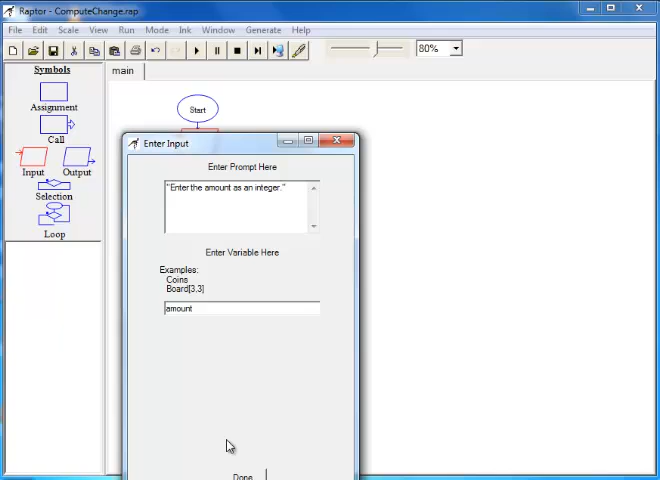 Raptor - ComputeChange.rap
File Edit Scale View Run Mode Ink Window Generate Help
80%
Symbols
main
Assignment
Call
Input Output
Selection
Loop
Start
Enter Input
Enter Prompt Here
"Enter the amount as an integer."
Enter Variable Here
Examples:
Coins
Board[3,3]
amount
Done